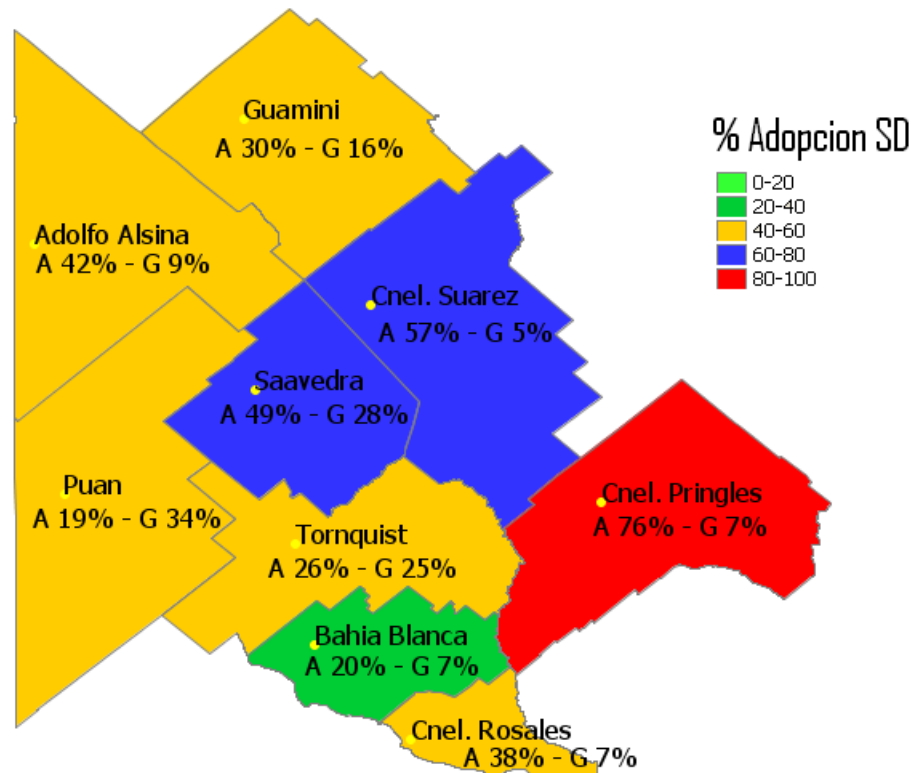 Guamini
A 30% - G 16%
% Adopcion SD
0-20
20-40
40-60
60-80
80-100
Adolfo Alsina
A 42% - G 9%
Cnel. Suarez
A 57% - G 5%
Saavedra
A 49% - G 28%
Puan
A 19% - G 34%
Cnel. Pringles
A 76% - G 7%
Tornquist
A 26% - G 25%
Bahia Blanca
A 20% - G 7%
Cnel. Rosales
A 38% - G 7%